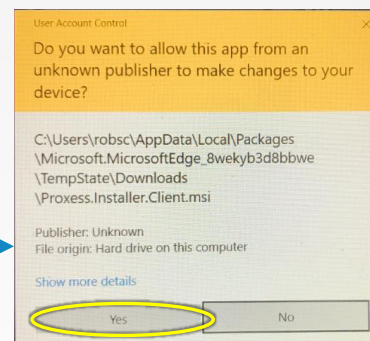 User Account Control
Do you want to allow this app from an
unknown publisher to make changes to your
device?
C:\Users\robsc\AppData\Local\Packages
\Microsoft.MicrosoftEdge_8wekyb3d8bbwe
\TempState\Downloads
\Proxess.Installer.Client.msi
Publisher: Unknown
File origin: Hard drive on this computer
Show more details
Yes
No